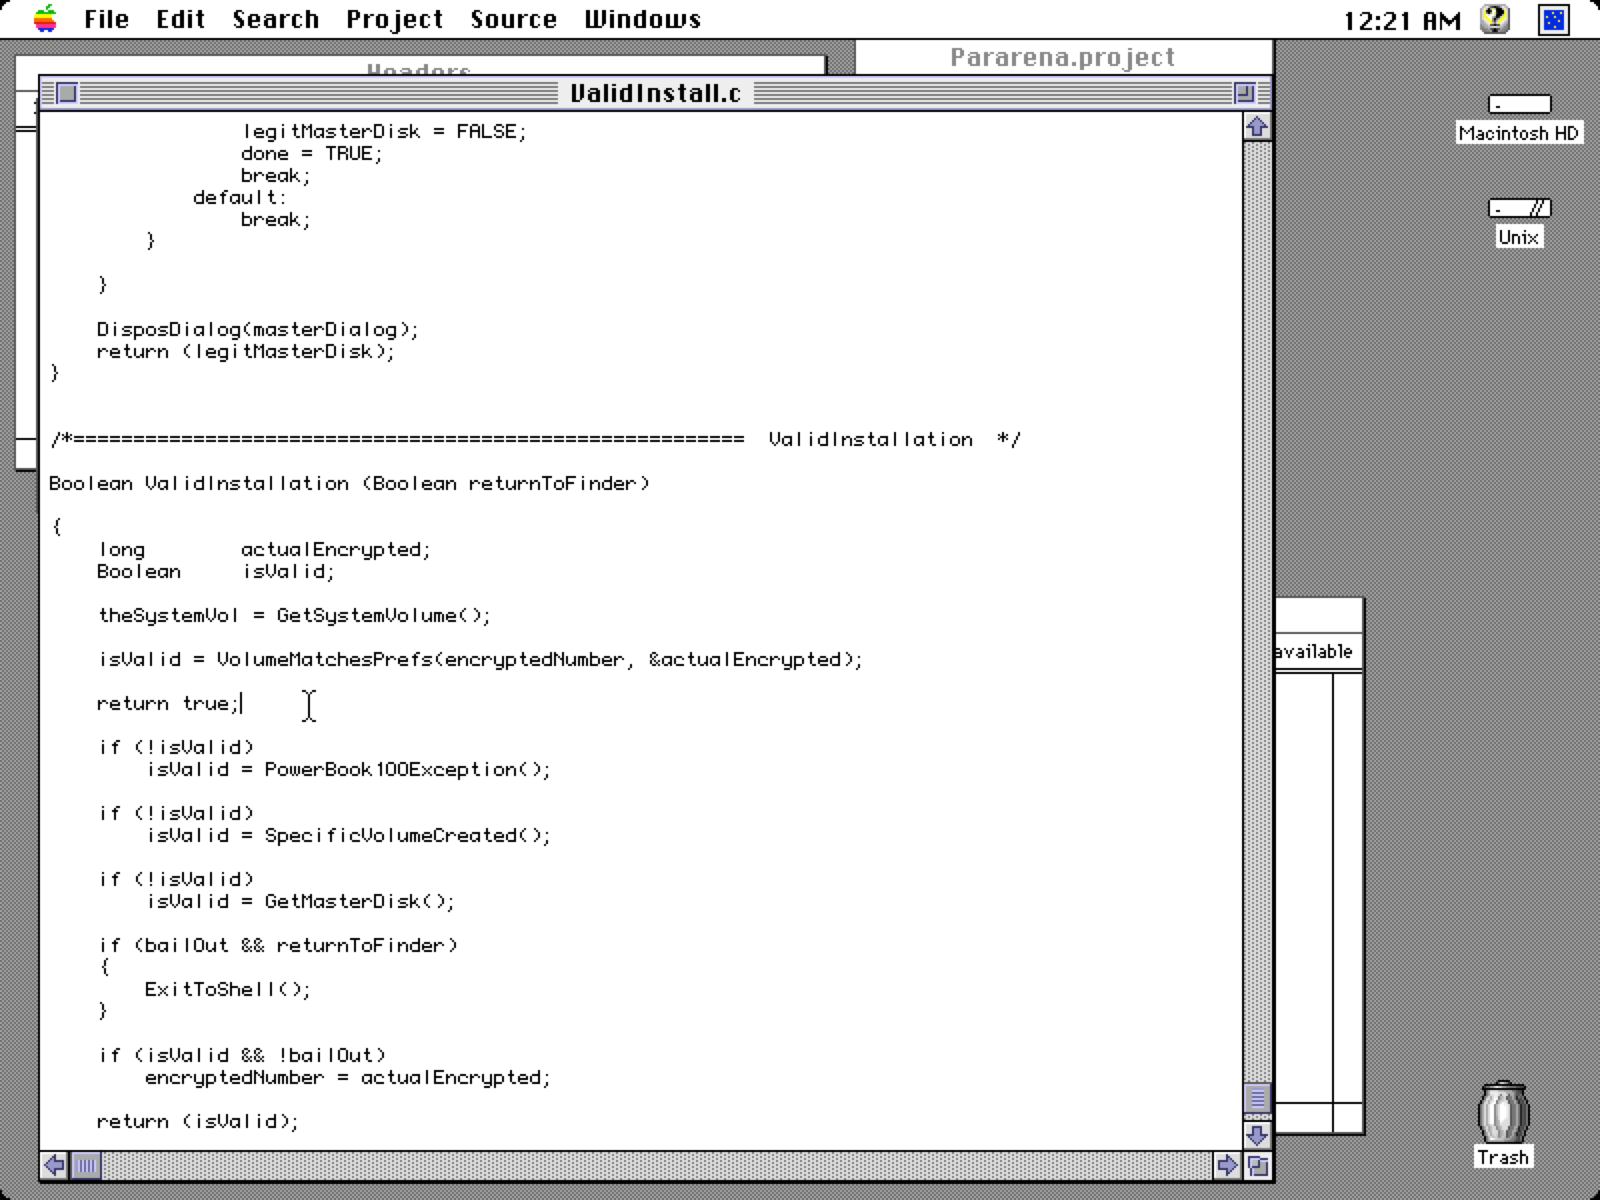 File Edit Search Project Source Windows 12:21 AM
Headers
Pararena.project
ValidInstall.c
legitMasterDisk = FALSE;
done = TRUE;
break;
default:
break;
}
}
DisposDialog(masterDialog);
return (legitMasterDisk);
}
/*======================================================== ValidInstallation */
Boolean ValidInstallation (Boolean returnToFinder)
{
long actualEncrypted;
Boolean isValid;
theSystemVol = GetSystemVolume();
isValid = VolumeMatchesPrefs(encryptedNumber, &actualEncrypted);
return true;
if (!isValid)
isValid = PowerBook100Exception();
if (!isValid)
isValid = SpecificVolumeCreated();
if (!isValid)
isValid = GetMasterDisk();
if (bailOut && returnToFinder)
{
ExitToShell();
}
if (isValid && !bailOut)
encryptedNumber = actualEncrypted;
return (isValid);
available
Macintosh HD
Unix
Trash